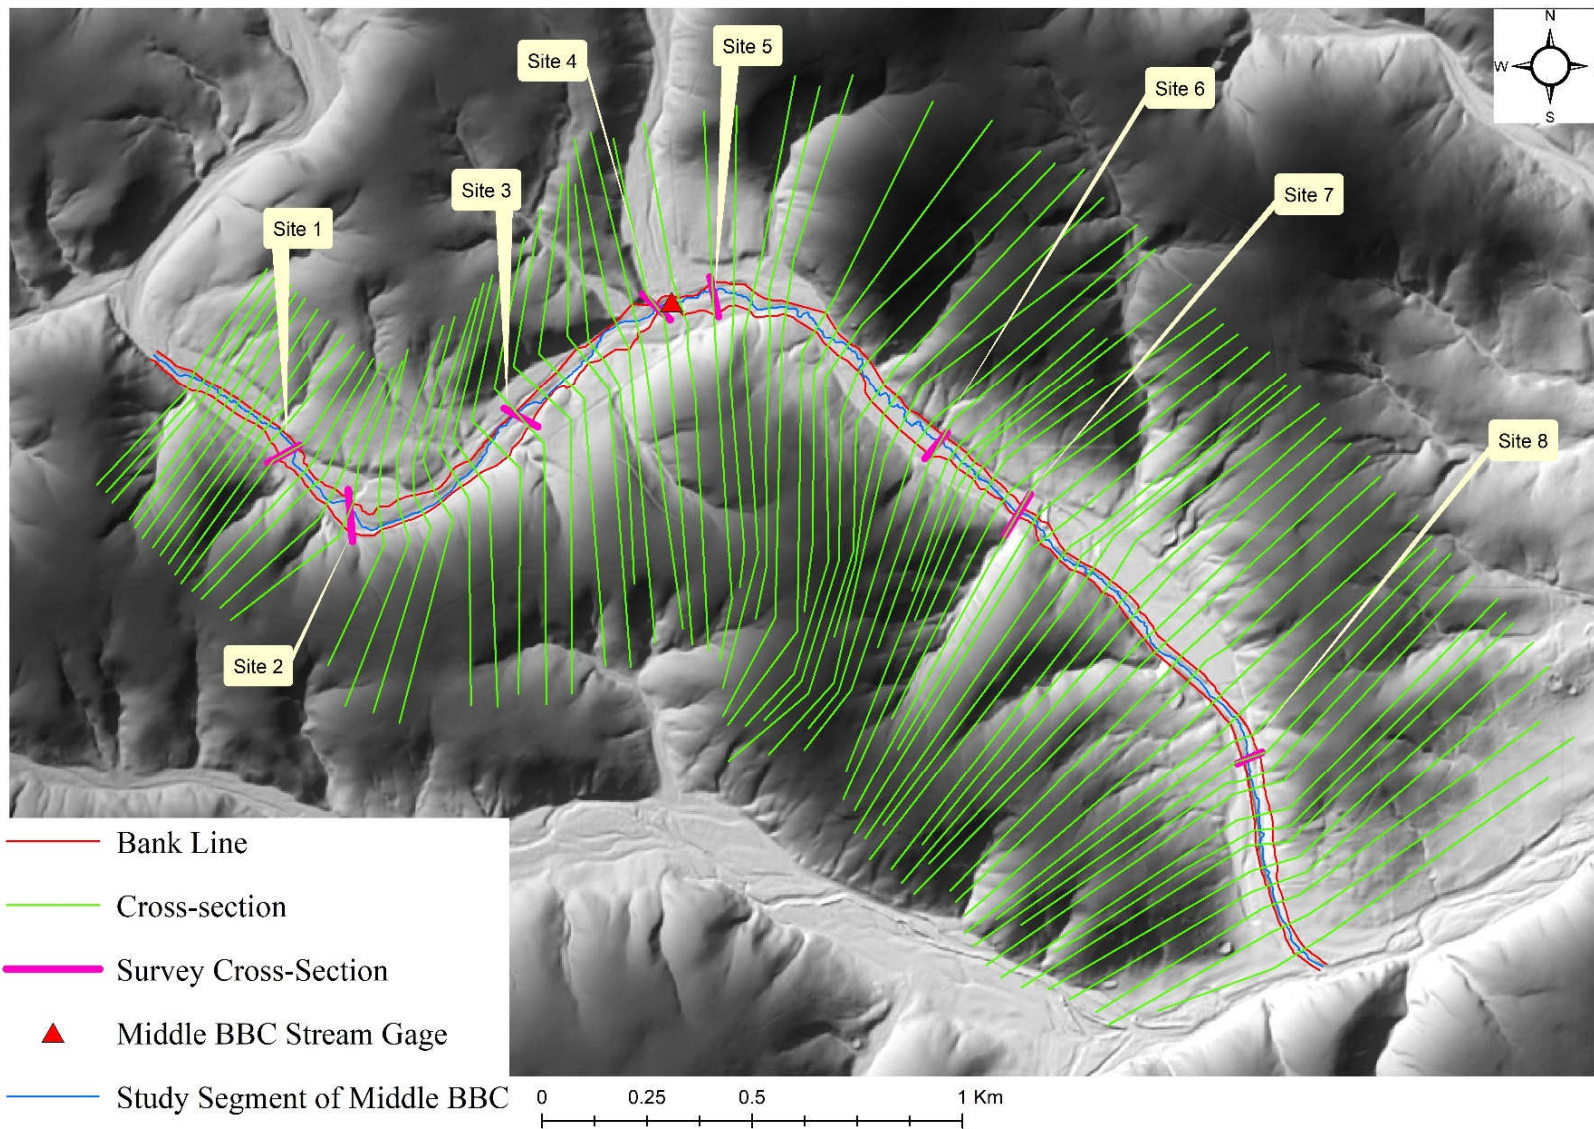 N
W
S
Site 5
Site 4
Site 6
Site 3
Site 7
Site 1
Site 8
Site 2
Bank Line
Cross-section
Survey Cross-Section
Middle BBC Stream Gage
Study Segment of Middle BBC
0 0.25 0.5 1 Km